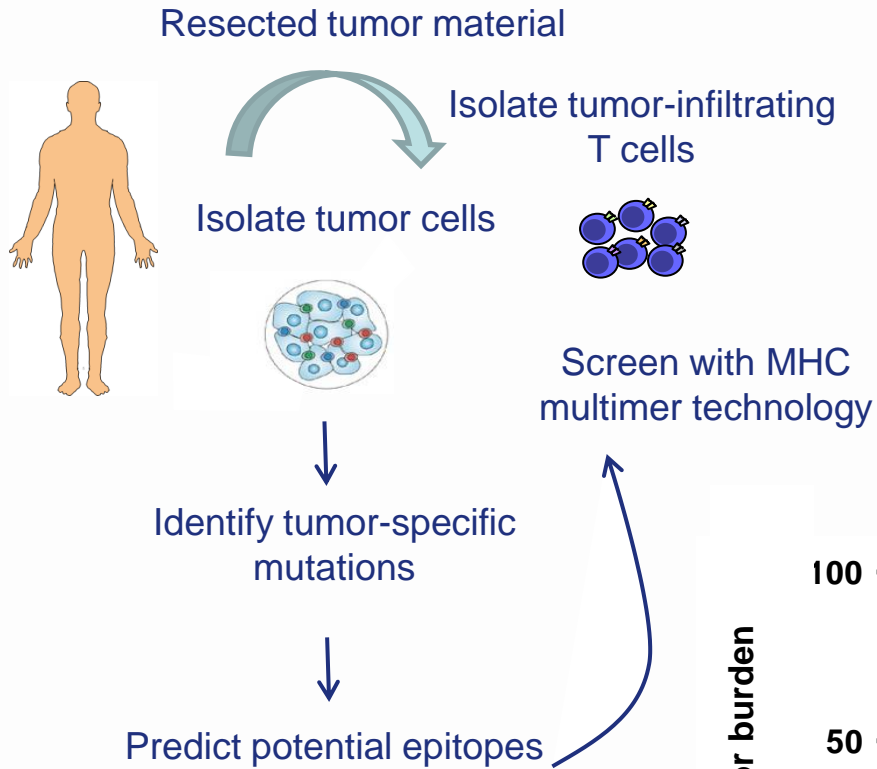 Resected tumor material
Isolate tumor-infiltrating
T cells
Isolate tumor cells
Screen with MHC
multimer technology
Identify tumor-specific
mutations
Predict potential epitopes
100
burden
50